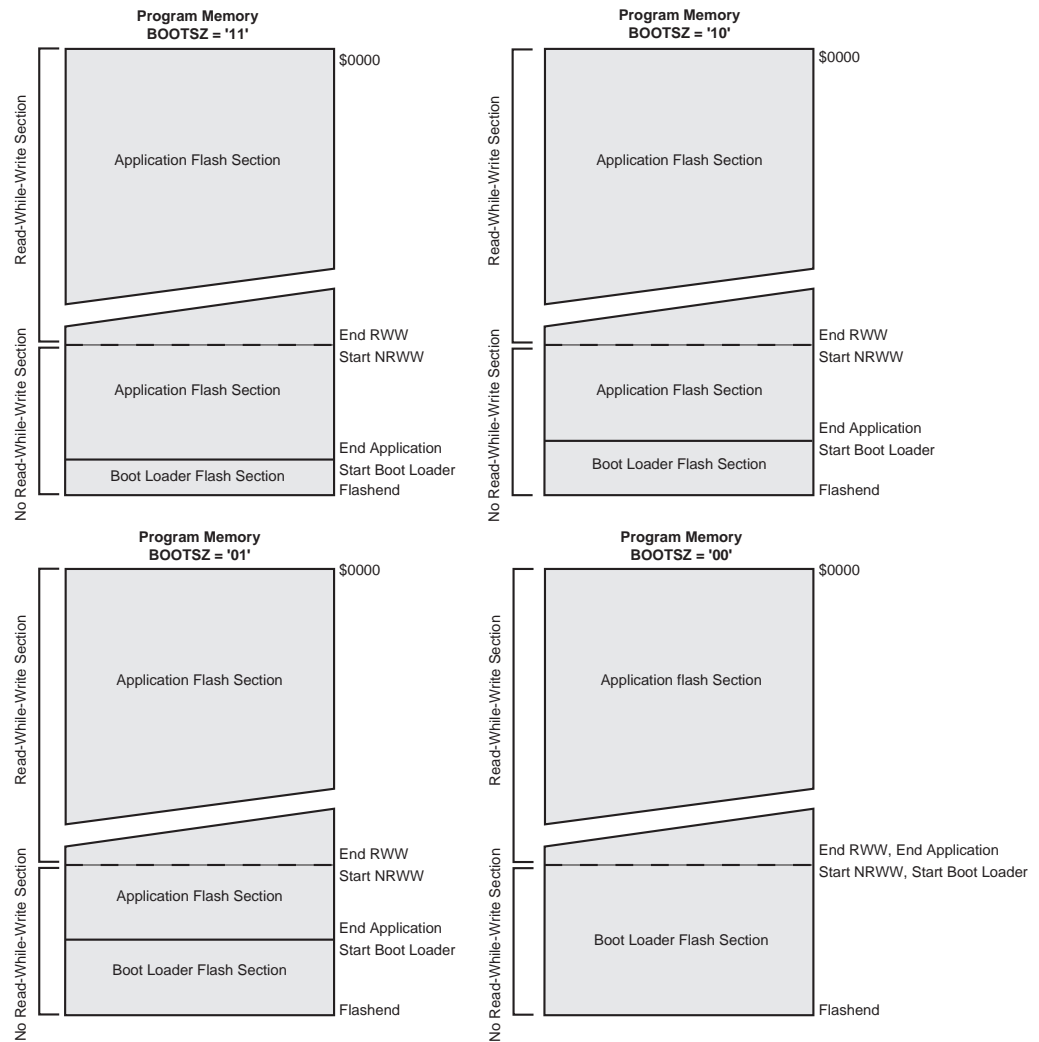 Program Memory
BOOTSZ = '11'
$0000
Read-While-Write Section
Application Flash Section
End RWW
Start NRWW
No Read-While-Write Section
Application Flash Section
End Application
Start Boot Loader
Boot Loader Flash Section
Flashend
Program Memory
BOOTSZ = '10'
$0000
Read-While-Write Section
Application Flash Section
End RWW
Start NRWW
No Read-While-Write Section
Application Flash Section
End Application
Start Boot Loader
Boot Loader Flash Section
Flashend
Program Memory
BOOTSZ = '01'
$0000
Read-While-Write Section
Application Flash Section
End RWW
Start NRWW
No Read-While-Write Section
Application Flash Section
End Application
Start Boot Loader
Boot Loader Flash Section
Flashend
Program Memory
BOOTSZ = '00'
$0000
Read-While-Write Section
Application flash Section
End RWW, End Application
Start NRWW, Start Boot Loader
No Read-While-Write Section
Boot Loader Flash Section
Flashend